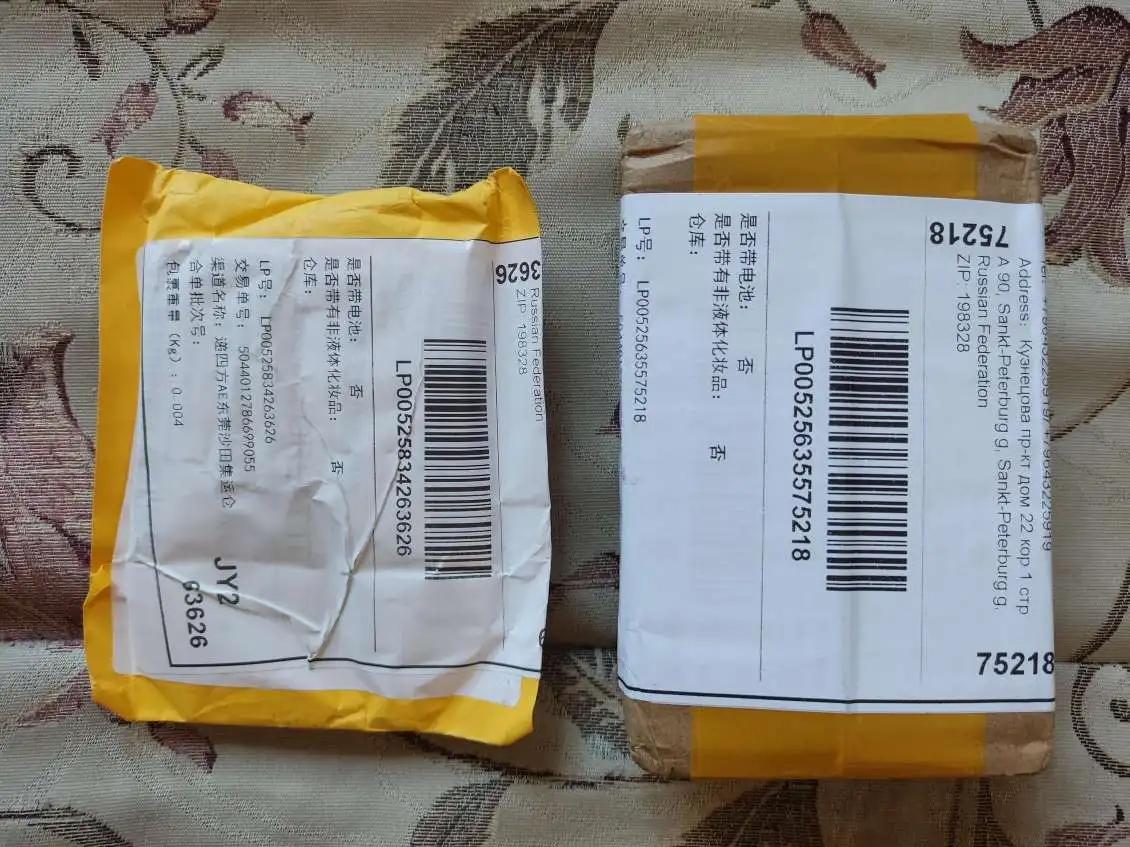 Russian Federation
ZIP: 198328
3626
LP00525834263626
是否带电池: 否
是否带有非液体化妆品: 否
仓库:
LP号: LP00525834263626
交易单号: 5044012786699055
渠道名称: 递四方AE东莞沙田集运仓
JY2
合单批次号:
63626
包裹重量 (Kg): 0.004
Address: Кузнецова пр-кт дом 22 кор 1 стр
A 90, Sankt-Peterburg g, Sankt-Peterburg g,
Russian Federation
ZIP: 198328
75218
75218
LP00525635575218
是否带电池: 否
是否带有非液体化妆品: 否
仓库:
LP号: LP00525635575218